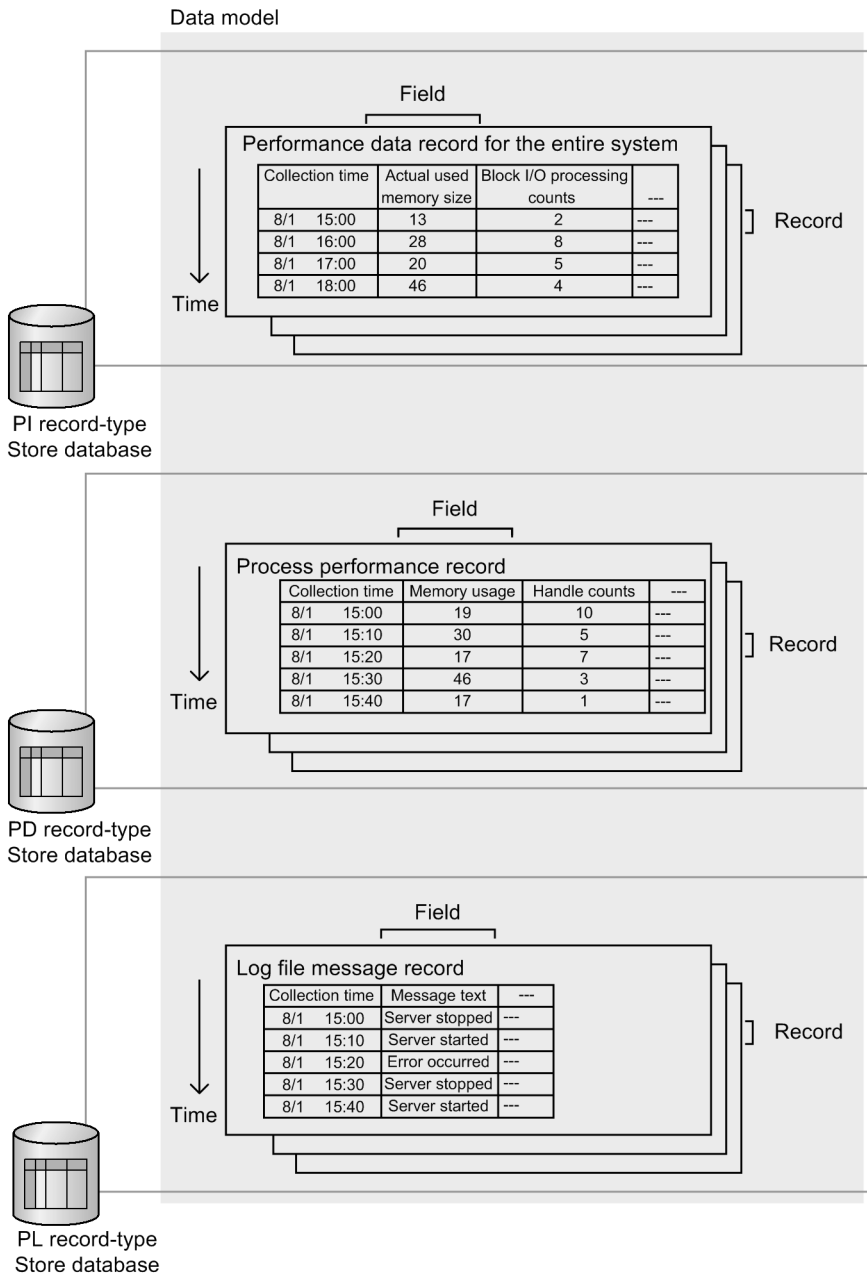 Data model
Field
Performance data record for the entire system
Collection time Actual used memory size Block I/O processing counts ---
8/1 15:00 13 2 ---
8/1 16:00 28 8 ---
8/1 17:00 20 5 ---
8/1 18:00 46 4 ---
Record
Time
PI record-type
Store database
Field
Process performance record
Collection time Memory usage Handle counts ---
8/1 15:00 19 10 ---
8/1 15:10 30 5 ---
8/1 15:20 17 7 ---
8/1 15:30 46 3 ---
8/1 15:40 17 1 ---
Record
Time
PD record-type
Store database
Field
Log file message record
Collection time Message text ---
8/1 15:00 Server stopped ---
8/1 15:10 Server started ---
8/1 15:20 Error occurred ---
8/1 15:30 Server stopped ---
8/1 15:40 Server started ---
Record
Time
PL record-type
Store database